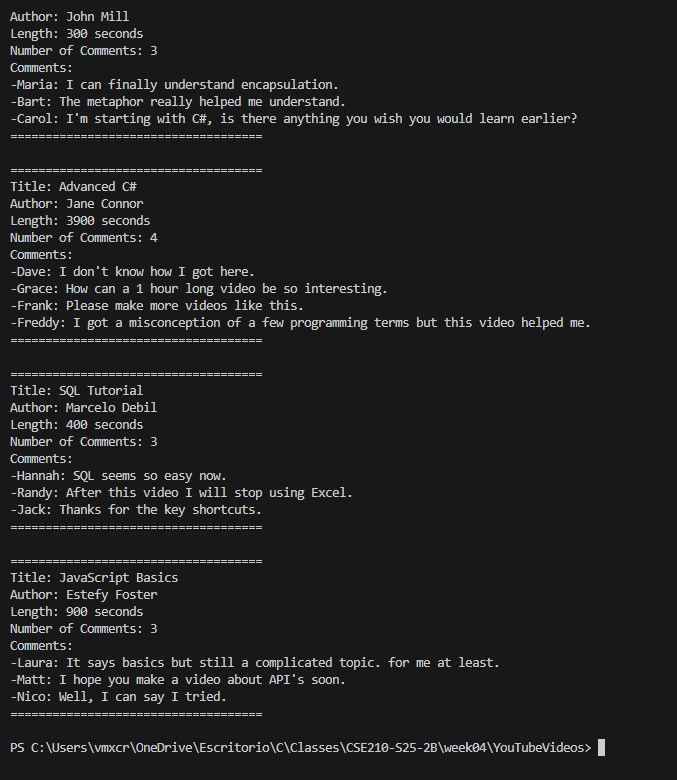 Author: John Mill
Length: 300 seconds
Number of Comments: 3
Comments:
-Maria: I can finally understand encapsulation.
-Bart: The metaphor really helped me understand.
-Carol: I'm starting with C#, is there anything you wish you would learn earlier?
====================================
====================================
Title: Advanced C#
Author: Jane Connor
Length: 3900 seconds
Number of Comments: 4
Comments:
-Dave: I don't know how I got here.
-Grace: How can a 1 hour long video be so interesting.
-Frank: Please make more videos like this.
-Freddy: I got a misconception of a few programming terms but this video helped me.
====================================
====================================
Title: SQL Tutorial
Author: Marcelo Debil
Length: 400 seconds
Number of Comments: 3
Comments:
-Hannah: SQL seems so easy now.
-Randy: After this video I will stop using Excel.
-Jack: Thanks for the key shortcuts.
====================================
====================================
Title: JavaScript Basics
Author: Estefy Foster
Length: 900 seconds
Number of Comments: 3
Comments:
-Laura: It says basics but still a complicated topic. for me at least.
-Matt: I hope you make a video about API's soon.
-Nico: Well, I can say I tried.
====================================
PS C:\Users\vmxcr\OneDrive\Escritorio\C\Classes\CSE210-S25-2B\week04\YouTubeVideos>